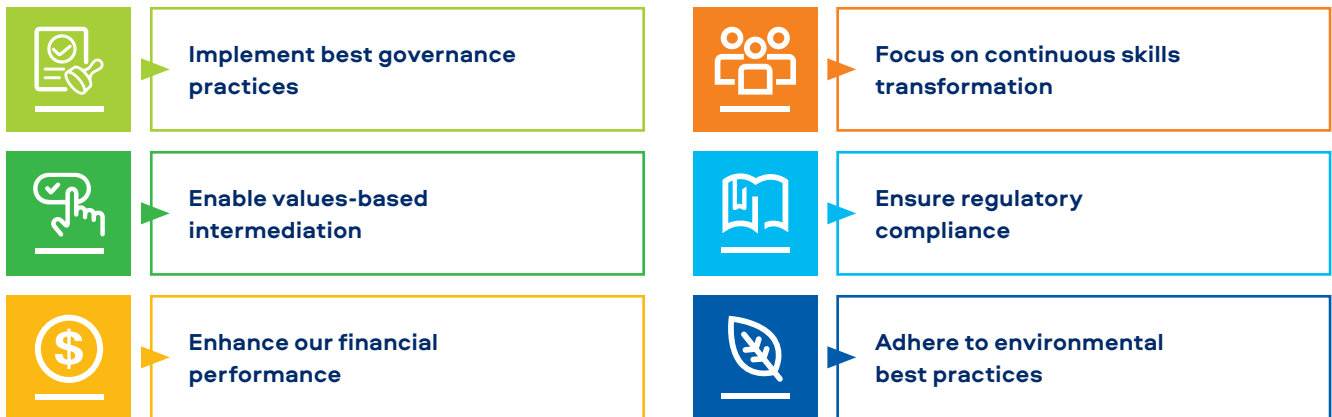 Implement best governance
practices
Focus on continuous skills
transformation
Enable values-based
intermediation
Ensure regulatory
compliance
$
Enhance our financial
performance
Adhere to environmental
best practices